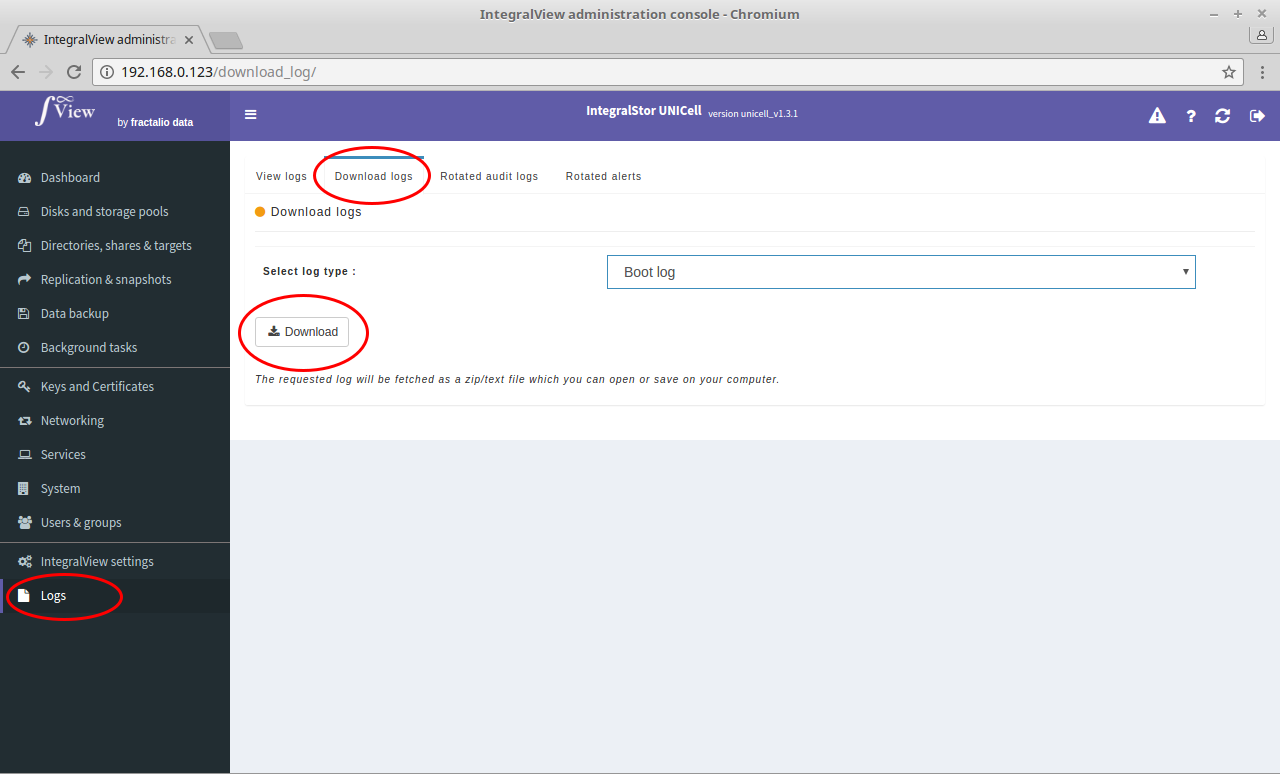 IntegralView administration console - Chromium
IntegralView administra
192.168.0.123/download_log/
View
by fractalio data
IntegralStor UNICell version unicell_v1.3.1
Dashboard
Disks and storage pools
Directories, shares & targets
Replication & snapshots
Data backup
Background tasks
Keys and Certificates
Networking
Services
System
Users & groups
IntegralView settings
Logs
View logs
Download logs
Rotated audit logs
Rotated alerts
Download logs
Select log type :
Boot log
Download
The requested log will be fetched as a zip/text file which you can open or save on your computer.